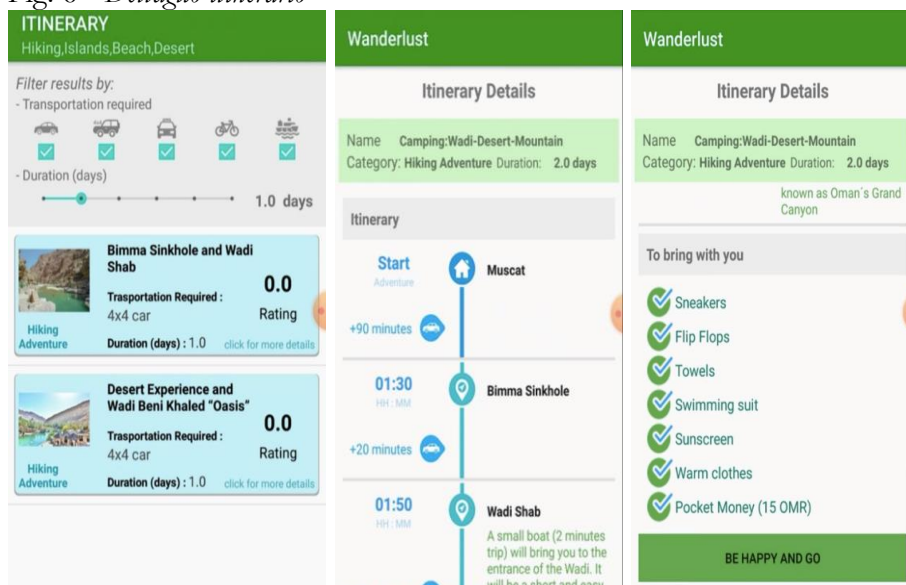 ITINERARY
Hiking,Islands,Beach,Desert
Filter results by:
- Transportation required
- Duration (days)
1.0 days
Bimma Sinkhole and Wadi
Shab
0.0
Trasportation Required :
4x4 car
Rating
Hiking
Adventure
Duration (days) : 1.0
click for more details
Desert Experience and
Wadi Beni Khaled "Oasis"
0.0
Trasportation Required :
4x4 car
Rating
Hiking
Adventure
Duration (days) : 1.0
click for more details
Wanderlust
Itinerary Details
Name Camping:Wadi-Desert-Mountain
Category: Hiking Adventure Duration: 2.0 days
Itinerary
Start
Adventure
Muscat
+90 minutes
01:30
HH : MM
Bimma Sinkhole
+20 minutes
01:50
HH : MM
Wadi Shab
A small boat (2 minutes
trip) will bring you to the
entrance of the Wadi. It
will be a short and easy
Wanderlust
Itinerary Details
Name Camping:Wadi-Desert-Mountain
Category: Hiking Adventure Duration: 2.0 days
known as Oman´s Grand
Canyon
To bring with you
Sneakers
Flip Flops
Towels
Swimming suit
Sunscreen
Warm clothes
Pocket Money (15 OMR)
BE HAPPY AND GO